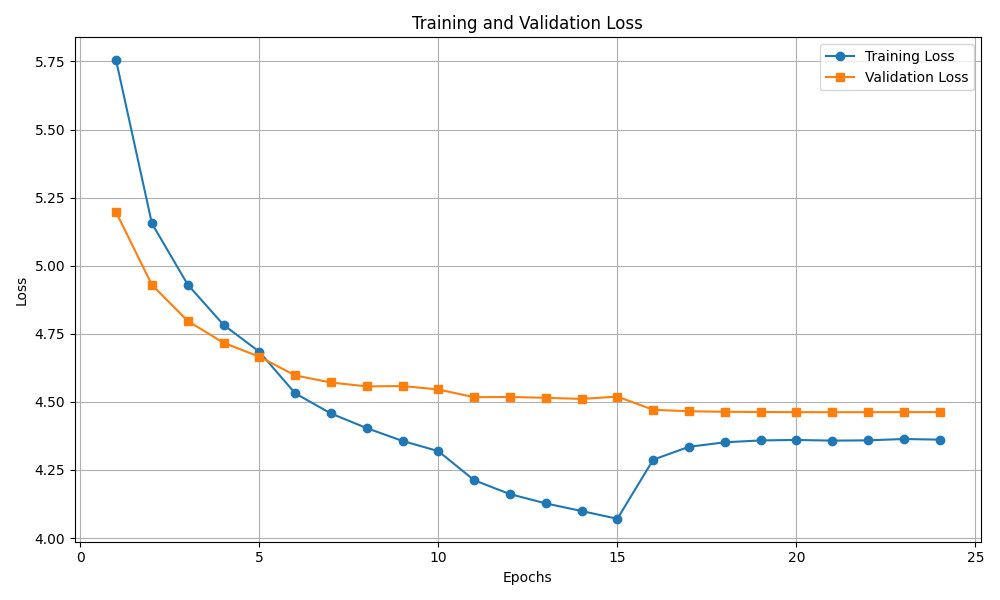 Training and Validation Loss
Training Loss
Validation Loss
5.75
5.50
5.25
5.00
4.75
4.50
4.25
4.00
Loss
0 5 10 15 20 25
Epochs